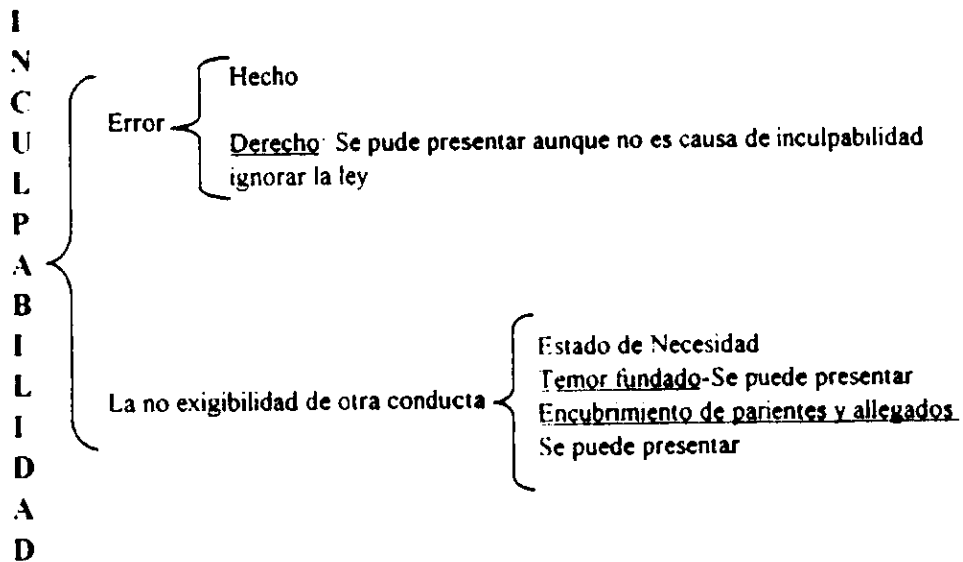 INCULPABILIDAD
Error
Hecho
Derecho: Se pude presentar aunque no es causa de inculpabilidad
ignorar la ley
La no exigibilidad de otra conducta
Estado de Necesidad
Temor fundado-Se puede presentar
Encubrimiento de parientes y allegados
Se puede presentar